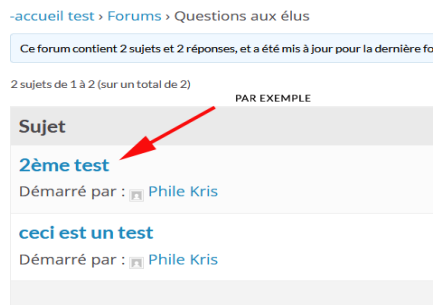 -accueil test › Forums › Questions aux élus
Ce forum contient 2 sujets et 2 réponses, et a été mis à jour pour la dernière fo
2 sujets de 1 à 2 (sur un total de 2)
PAR EXEMPLE
Sujet
2ème test
Démarré par : Phile Kris
ceci est un test
Démarré par : Phile Kris